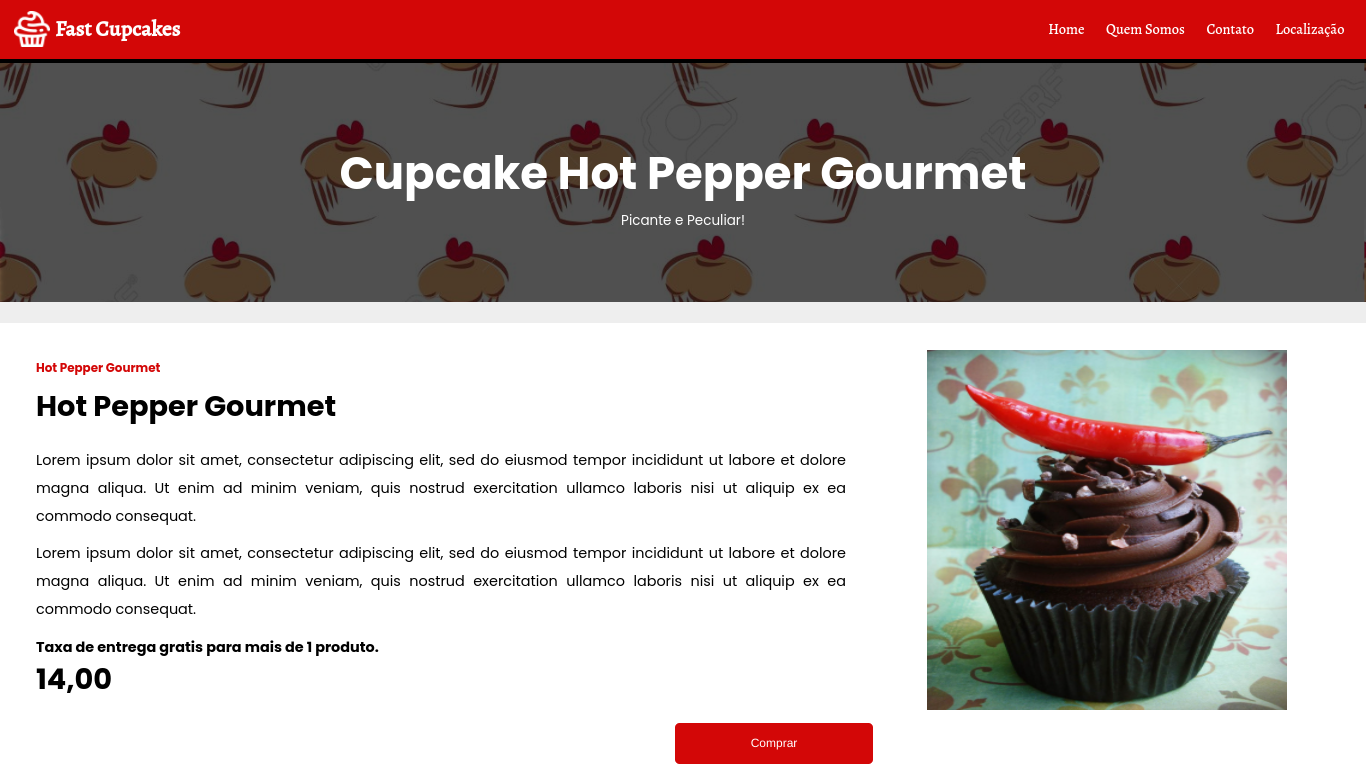 Fast Cupcakes
Home Quem Somos Contato Localização
123RF
Cupcake Hot Pepper Gourmet
Picante e Peculiar!
Hot Pepper Gourmet
Hot Pepper Gourmet
Lorem ipsum dolor sit amet, consectetur adipiscing elit, sed do eiusmod tempor incididunt ut labore et dolore
magna aliqua. Ut enim ad minim veniam, quis nostrud exercitation ullamco laboris nisi ut aliquip ex ea
commodo consequat.
Lorem ipsum dolor sit amet, consectetur adipiscing elit, sed do eiusmod tempor incididunt ut labore et dolore
magna aliqua. Ut enim ad minim veniam, quis nostrud exercitation ullamco laboris nisi ut aliquip ex ea
commodo consequat.
Taxa de entrega gratis para mais de 1 produto.
14,00
Comprar